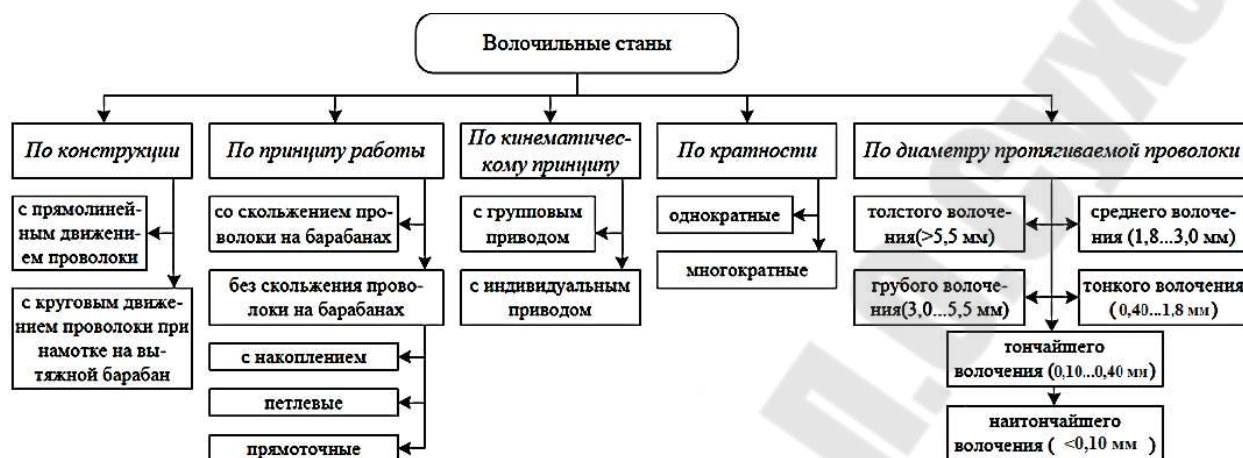 Волочильные станы
По конструкции
с прямолиней-
ным движени-
ем проволоки
с круговым движе-
нием проволоки при
намотке на вы-
тяжной барабан
По принципу работы
со скольжением про-
волоки на барабанах
без скольжения прово-
локи на барабанах
с накоплением
петлевые
прямоточные
По кинематичес-
кому принципу
с групповым
приводом
с индивидуальным
приводом
По кратности
однократные
многократные
По диаметру протягиваемой проволоки
толстого волоче-
ния(>5,5 мм)
среднего волоче-
ния (1,8...3,0 мм)
грубого волоче-
ния(3,0...5,5 мм)
тонкого волочения
(0,40...1,8 мм)
тончайшего
волочения (0,10...0,40 мм)
наитончайшего
волочения ( <0,10 мм )
П.О.Сухо